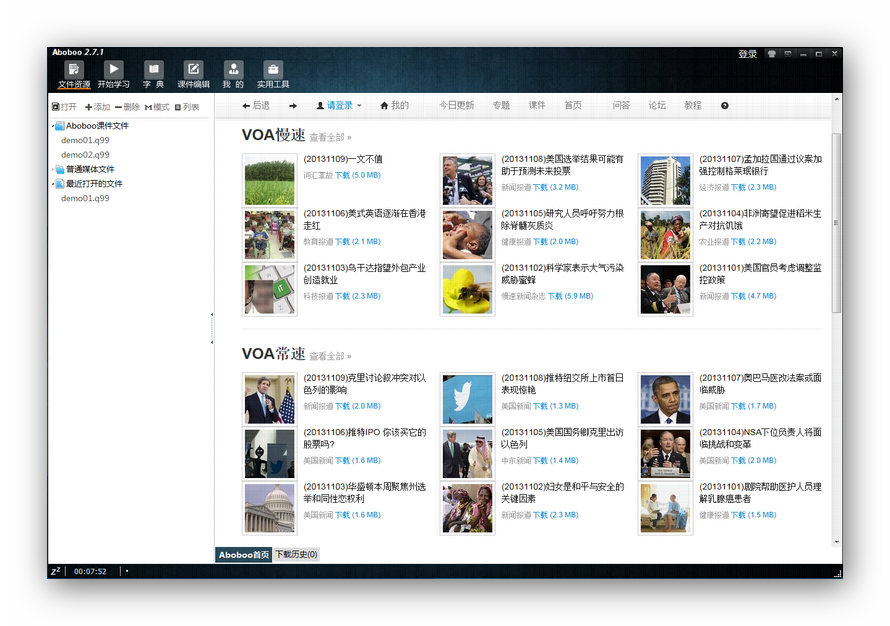 Aboboo 2.7.1
登录
文件资源 开始学习 字 典 课件编辑 我 的 实用工具
打开 添加 删除 模式 列表
后退 请登录 我的 今日更新 专题 课件 首页 问答 论坛 教程
Aboboo课件文件
demo01.q99
demo02.q99
普通媒体文件
最近打开的文件
demo01.q99
VOA慢速 查看全部 »
(20131109)一文不值
词汇掌故 下载 (5.0 MB)
(20131108)美国选举结果可能有
助于预测未来投票
新闻报道 下载 (3.2 MB)
(20131107)孟加拉国通过议案加
强控制格莱珉银行
经济报道 下载 (2.3 MB)
(20131106)美式英语逐渐在香港
走红
教育报道 下载 (2.1 MB)
(20131105)研究人员呼吁努力根
除脊髓灰质炎
健康报道 下载 (2.0 MB)
(20131104)非洲寄望促进稻米生
产对抗饥饿
农业报道 下载 (2.2 MB)
(20131103)乌干达指望外包产业
创造就业
科技报道 下载 (2.3 MB)
(20131102)科学家表示大气污染
威胁蜜蜂
慢速新闻杂志 下载 (5.9 MB)
(20131101)美国官员考虑调整监
控政策
新闻报道 下载 (4.7 MB)
VOA常速 查看全部 »
(20131109)克里讨论叙冲突对以
色列的影响
新闻报道 下载 (2.0 MB)
(20131108)推特纽交所上市首日
表现惊艳
美国新闻 下载 (1.3 MB)
(20131107)奥巴马医改法案或面
临威胁
美国新闻 下载 (1.7 MB)
(20131106)推特IPO 你该买它的
股票吗?
美国新闻 下载 (1.6 MB)
(20131105)美国国务卿克里出访
以色列
中东新闻 下载 (1.4 MB)
(20131104)NSA下位负责人将面
临挑战和变革
美国新闻 下载 (2.0 MB)
(20131103)华盛顿本周聚焦州选
举和同性恋权利
美国新闻 下载 (1.6 MB)
(20131102)妇女是和平与安全的
关键因素
新闻报道 下载 (2.3 MB)
(20131101)剧院帮助医护人员理
解乳腺癌患者
健康报道 下载 (1.5 MB)
Aboboo首页 下载历史(0)
zZ 00:07:52